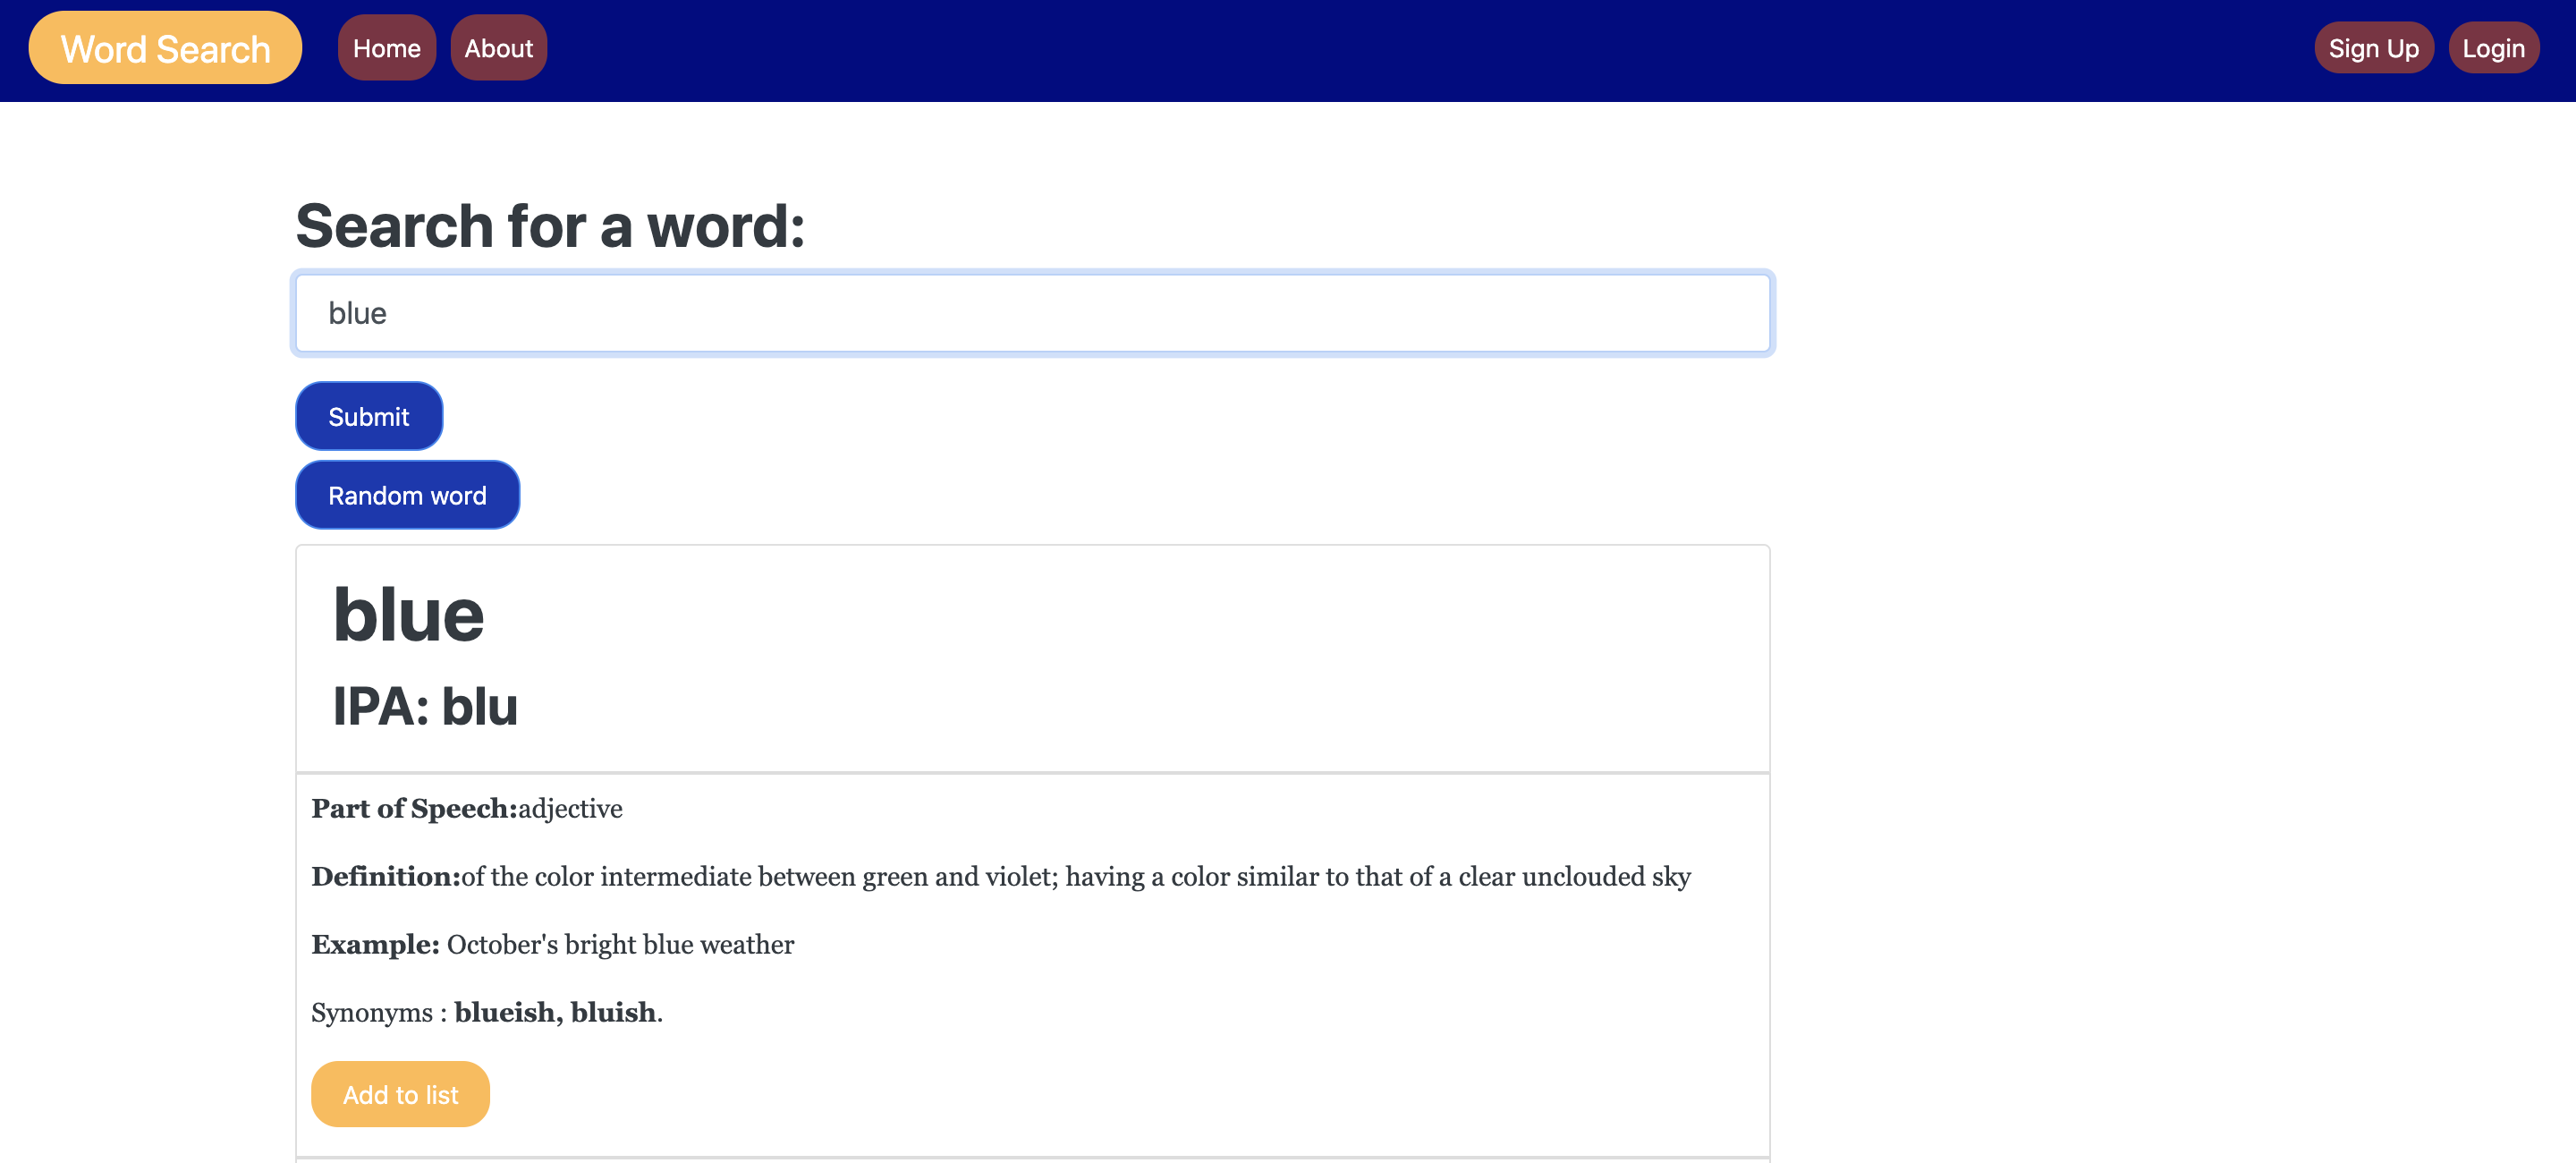 Word Search Home About Sign Up Login
Search for a word:
blue
Submit
Random word
blue
IPA: blu
Part of Speech:adjective
Definition:of the color intermediate between green and violet; having a color similar to that of a clear unclouded sky
Example: October's bright blue weather
Synonyms : blueish, bluish.
Add to list